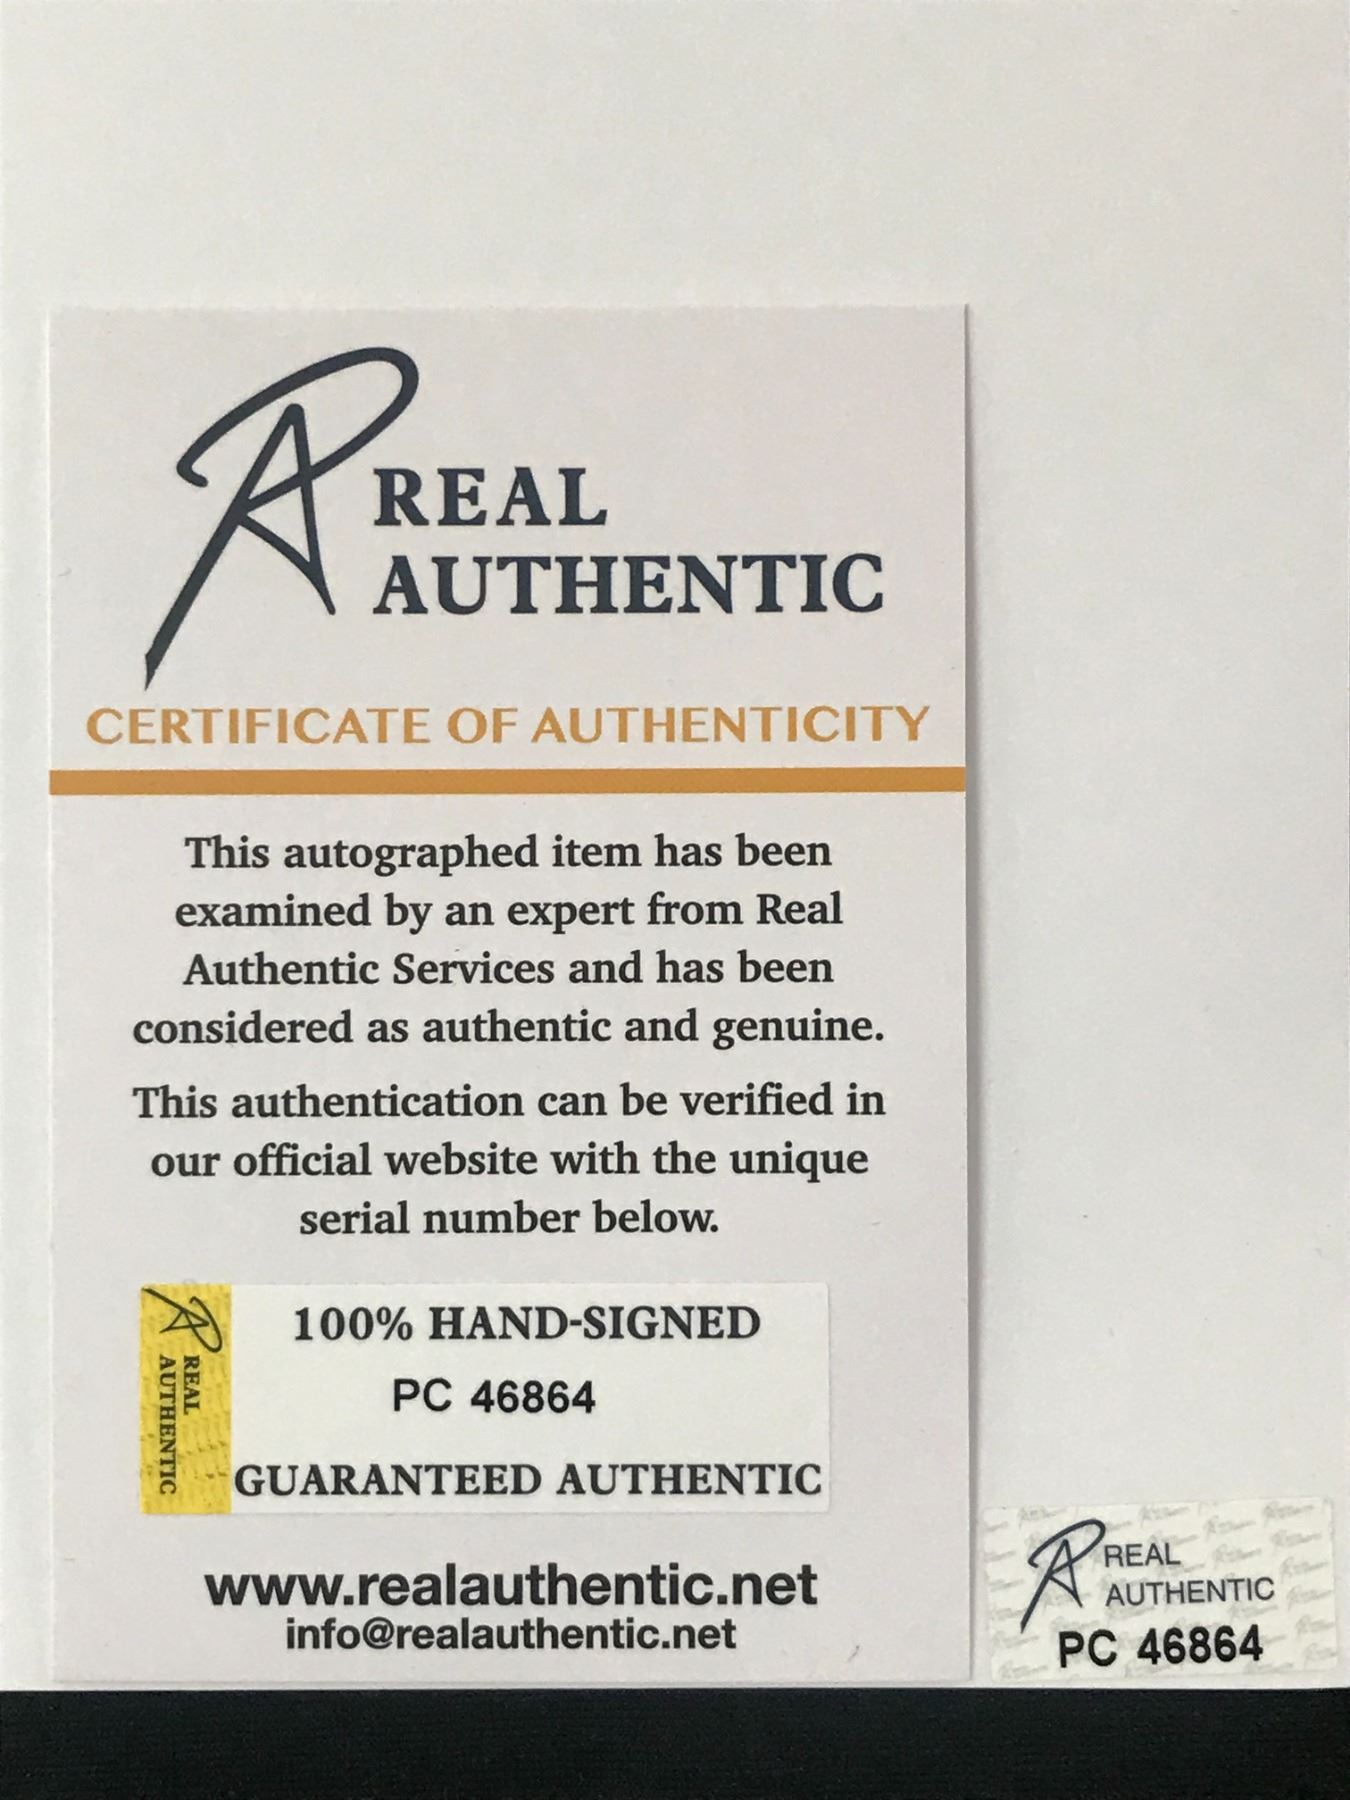 REAL
AUTHENTIC
CERTIFICATE OF AUTHENTICITY
This autographed item has been
examined by an expert from Real
Authentic Services and has been
considered as authentic and genuine.
This authentication can be verified in
our official website with the unique
serial number below.
REAL
AUTHENTIC
100% HAND-SIGNED
PC 46864
GUARANTEED AUTHENTIC
www.realauthentic.net
info@realauthentic.net
REAL
AUTHENTIC
PC 46864